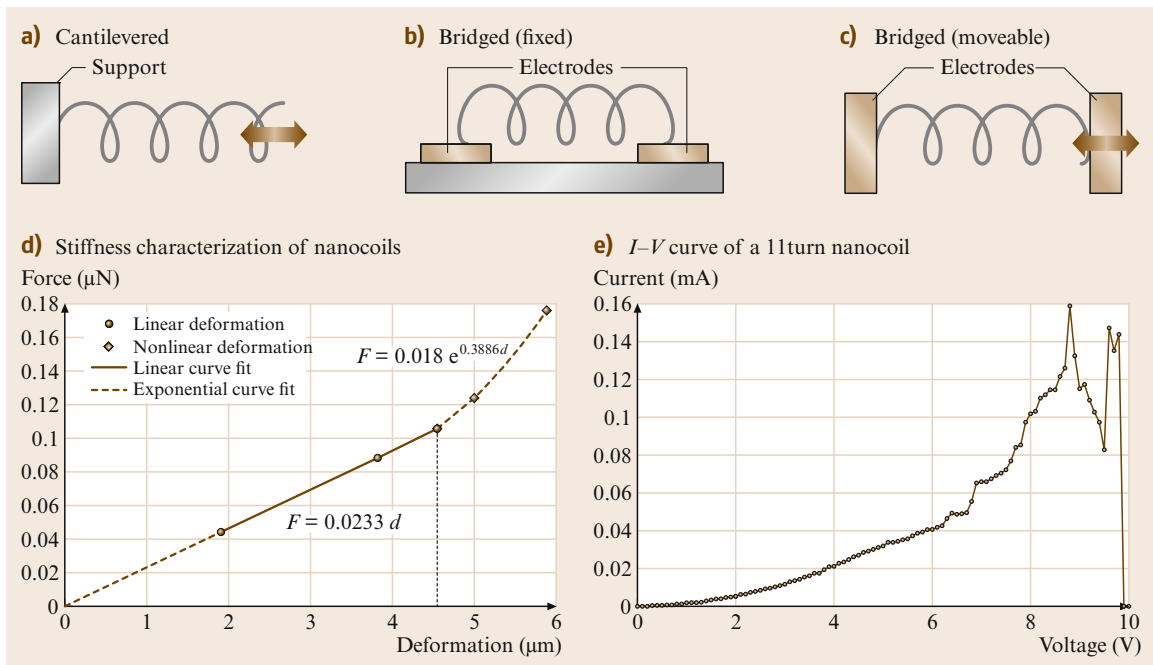 a) Cantilevered
Support
b) Bridged (fixed)
Electrodes
c) Bridged (moveable)
Electrodes
d) Stiffness characterization of nanocoils
Force (μN)
0.18
0.16
0.14
0.12
0.1
0.08
0.06
0.04
0.02
0
Linear deformation
Nonlinear deformation
Linear curve fit
Exponential curve fit
F = 0.018 e^{0.3886d}
F = 0.0233 d
0 1 2 3 4 5 6
Deformation (μm)
e) I–V curve of a 11turn nanocoil
Current (mA)
0.16
0.14
0.12
0.10
0.08
0.06
0.04
0.02
0
0 2 4 6 8 10
Voltage (V)